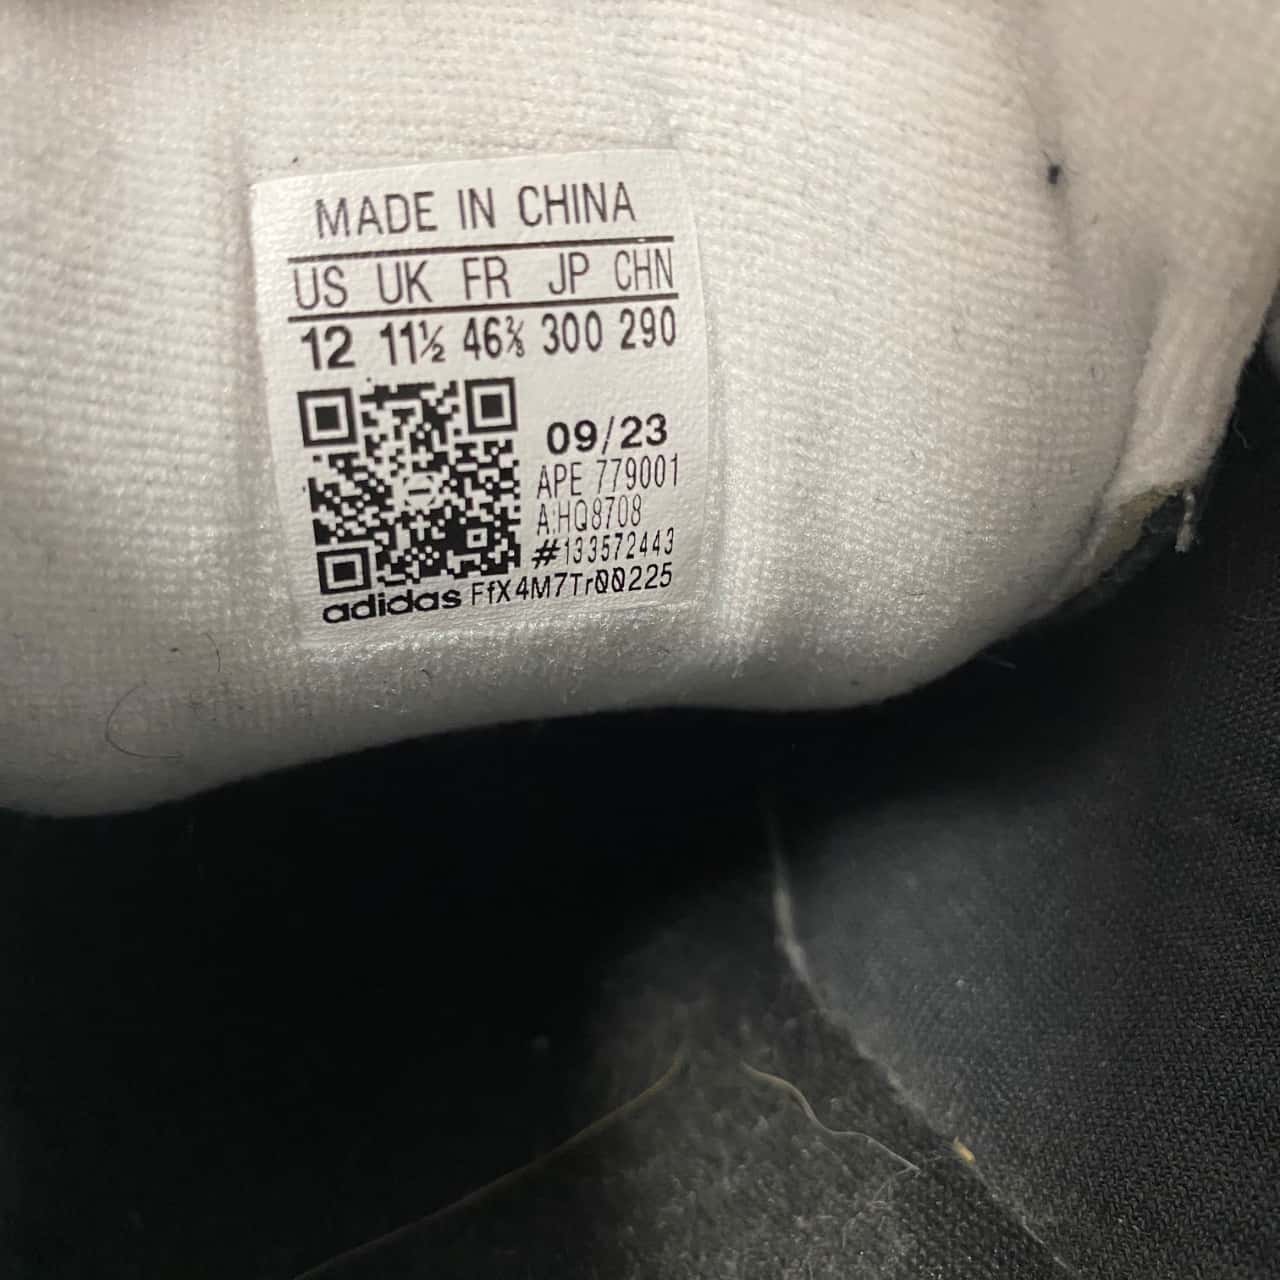 MADE IN CHINA
US UK FR JP CHN
12 11½ 46⅔ 300 290
09/23
APE 779001
A:HQ8708
#133572443
adidas FfX4M7Tr00225